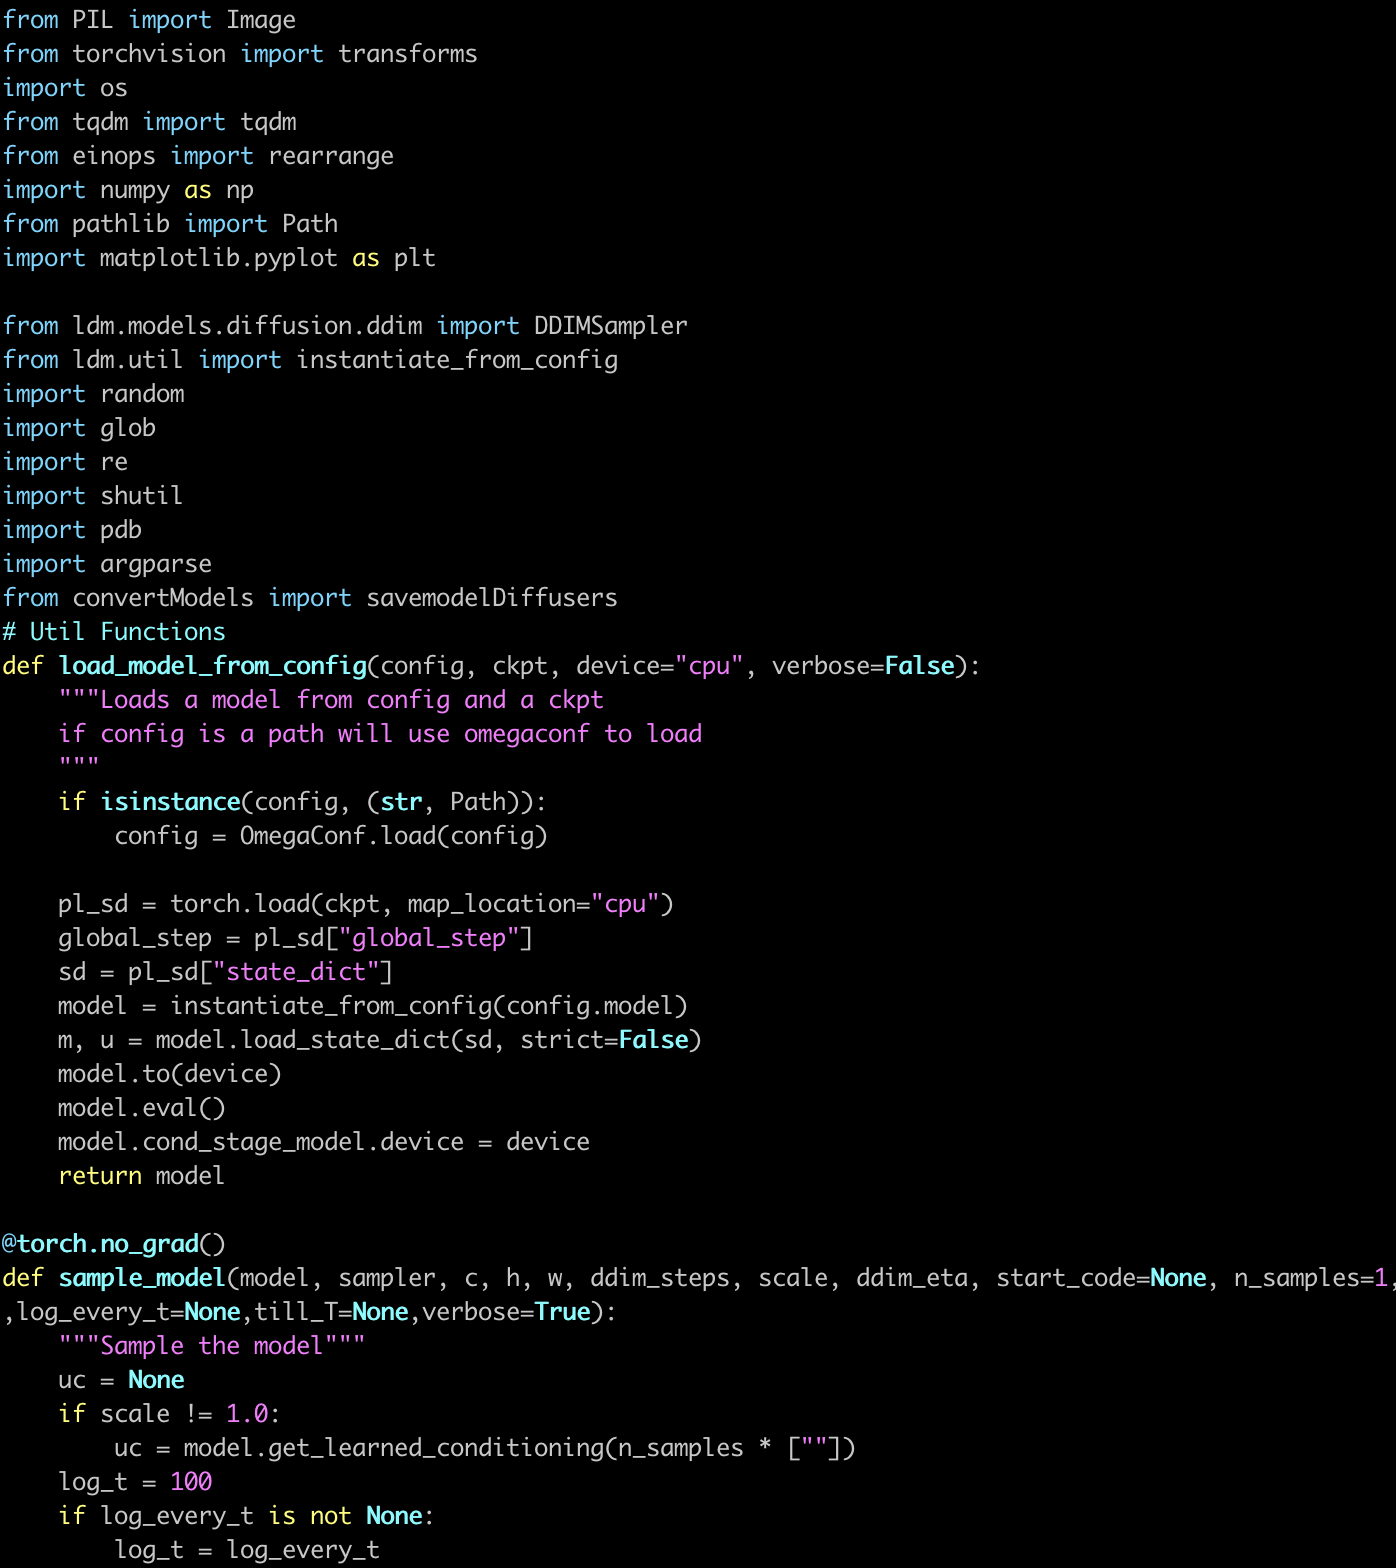 from PIL import Image
from torchvision import transforms
import os
from tqdm import tqdm
from einops import rearrange
import numpy as np
from pathlib import Path
import matplotlib.pyplot as plt

from ldm.models.diffusion.ddim import DDIMSampler
from ldm.util import instantiate_from_config
import random
import glob
import re
import shutil
import pdb
import argparse
from convertModels import savemodelDiffusers
# Util Functions
def load_model_from_config(config, ckpt, device="cpu", verbose=False):
    """Loads a model from config and a ckpt
    if config is a path will use omegaconf to load
    """
    if isinstance(config, (str, Path)):
        config = OmegaConf.load(config)

    pl_sd = torch.load(ckpt, map_location="cpu")
    global_step = pl_sd["global_step"]
    sd = pl_sd["state_dict"]
    model = instantiate_from_config(config.model)
    m, u = model.load_state_dict(sd, strict=False)
    model.to(device)
    model.eval()
    model.cond_stage_model.device = device
    return model

@torch.no_grad()
def sample_model(model, sampler, c, h, w, ddim_steps, scale, ddim_eta, start_code=None, n_samples=1,
,log_every_t=None,till_T=None,verbose=True):
    """Sample the model"""
    uc = None
    if scale != 1.0:
        uc = model.get_learned_conditioning(n_samples * [""])
    log_t = 100
    if log_every_t is not None:
        log_t = log_every_t